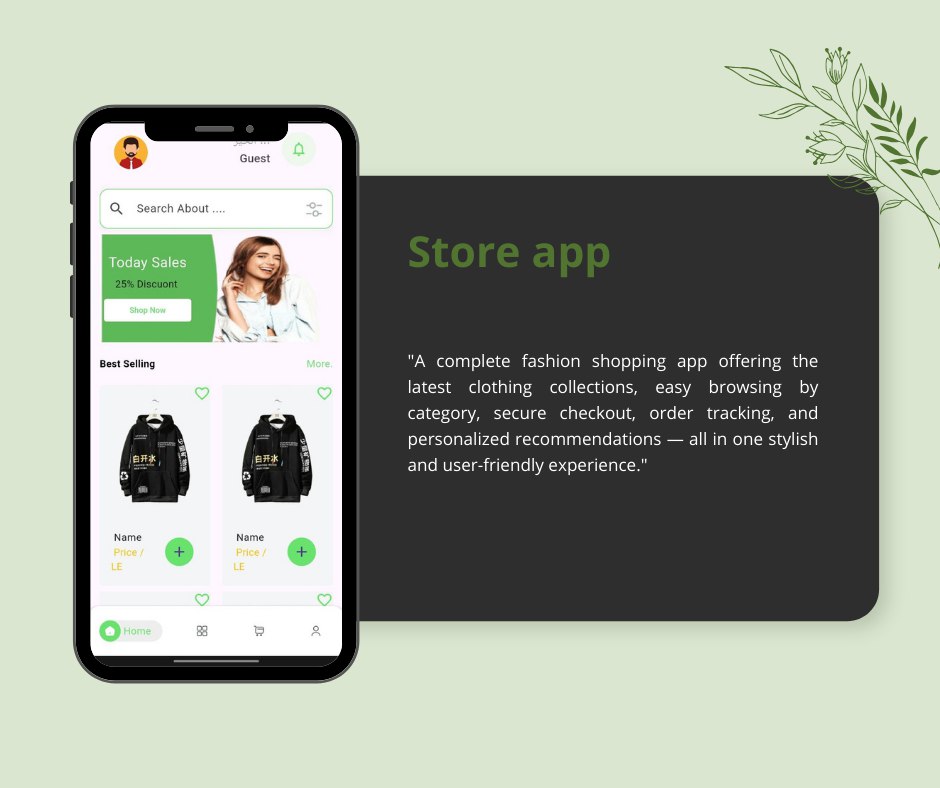 Guest
Search About ....
Today Sales
25% Discuont
Shop Now
Best Selling
More.
白开水
白开水
Name
Price /
LE
Name
Price /
LE
Home
Store app
"A complete fashion shopping app offering the
latest clothing collections, easy browsing by
category, secure checkout, order tracking, and
personalized recommendations — all in one stylish
and user-friendly experience."